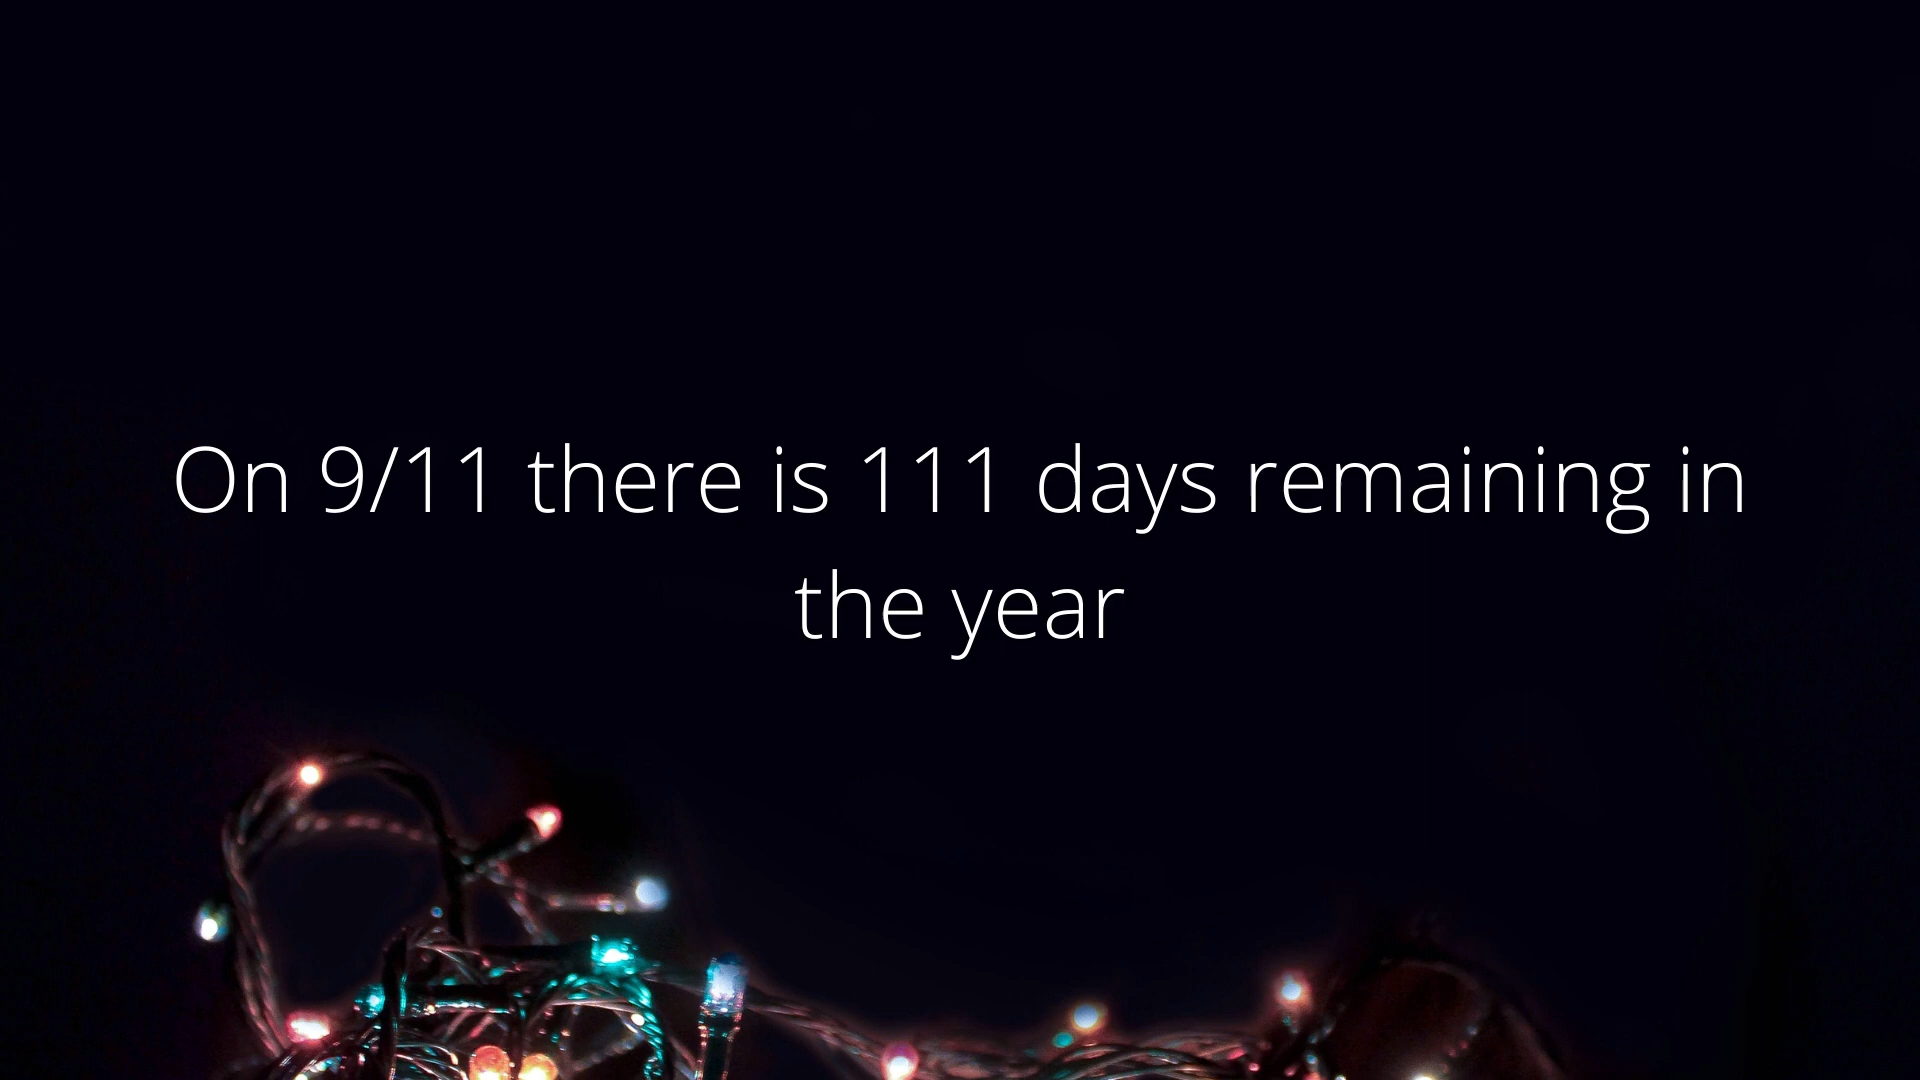 On 9/11 there is 111 days remaining in
the year